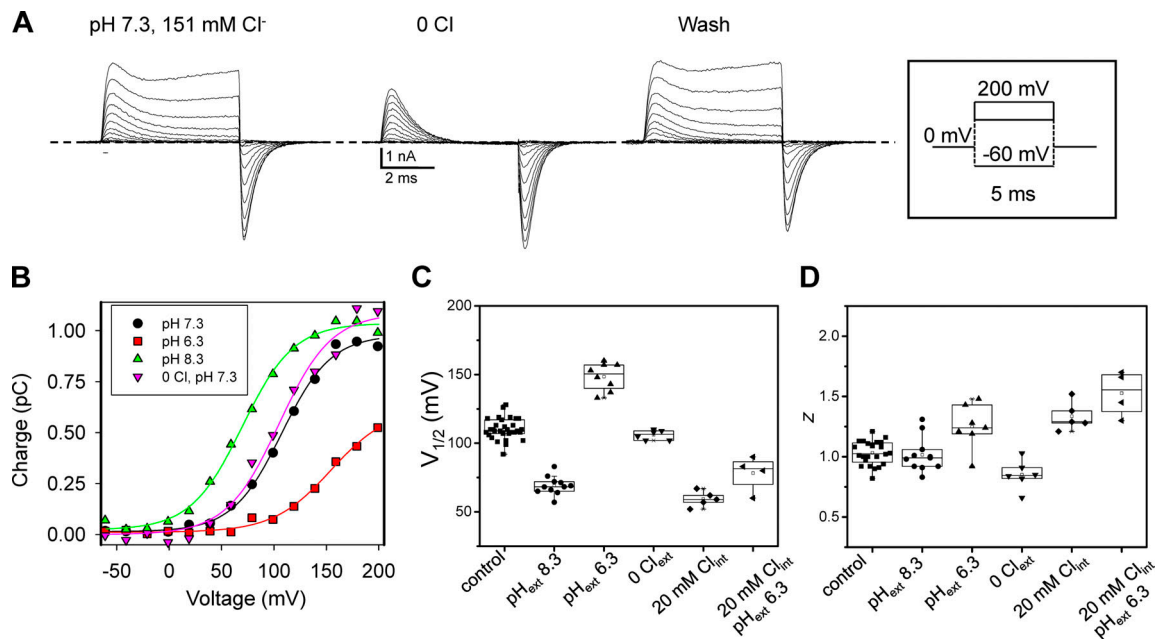 A
pH 7.3, 151 mM Cl⁻
0 Cl
Wash
1 nA
2 ms
200 mV
0 mV
-60 mV
5 ms
B
pH 7.3
pH 6.3
pH 8.3
0 Cl, pH 7.3
Charge (pC)
1.00
0.75
0.50
0.25
0.00
-50 0 50 100 150 200
Voltage (mV)
C
V1/2 (mV)
200
150
100
50
control
pHext 8.3
pHext 6.3
0 Clext
20 mM Clint
20 mM Clint
pHext 6.3
D
z
2.0
1.5
1.0
0.5
control
pHext 8.3
pHext 6.3
0 Clext
20 mM Clint
20 mM Clint
pHext 6.3